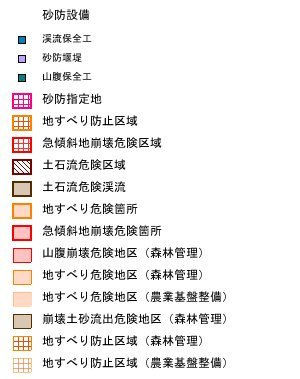 砂防設備
渓流保全工
砂防堰堤
山腹保全工
砂防指定地
地すべり防止区域
急傾斜地崩壊危険区域
土石流危険区域
土石流危険渓流
地すべり危険箇所
急傾斜地崩壊危険箇所
山腹崩壊危険地区（森林管理）
地すべり危険地区（森林管理）
地すべり危険地区（農業基盤整備）
崩壊土砂流出危険地区（森林管理）
地すべり防止区域（森林管理）
地すべり防止区域（農業基盤整備）